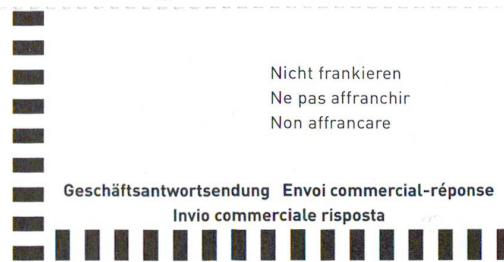 Nicht frankieren
Ne pas affranchir
Non affrancare
Geschäftsantwortsendung Envoi commercial-réponse
Invio commerciale risposta